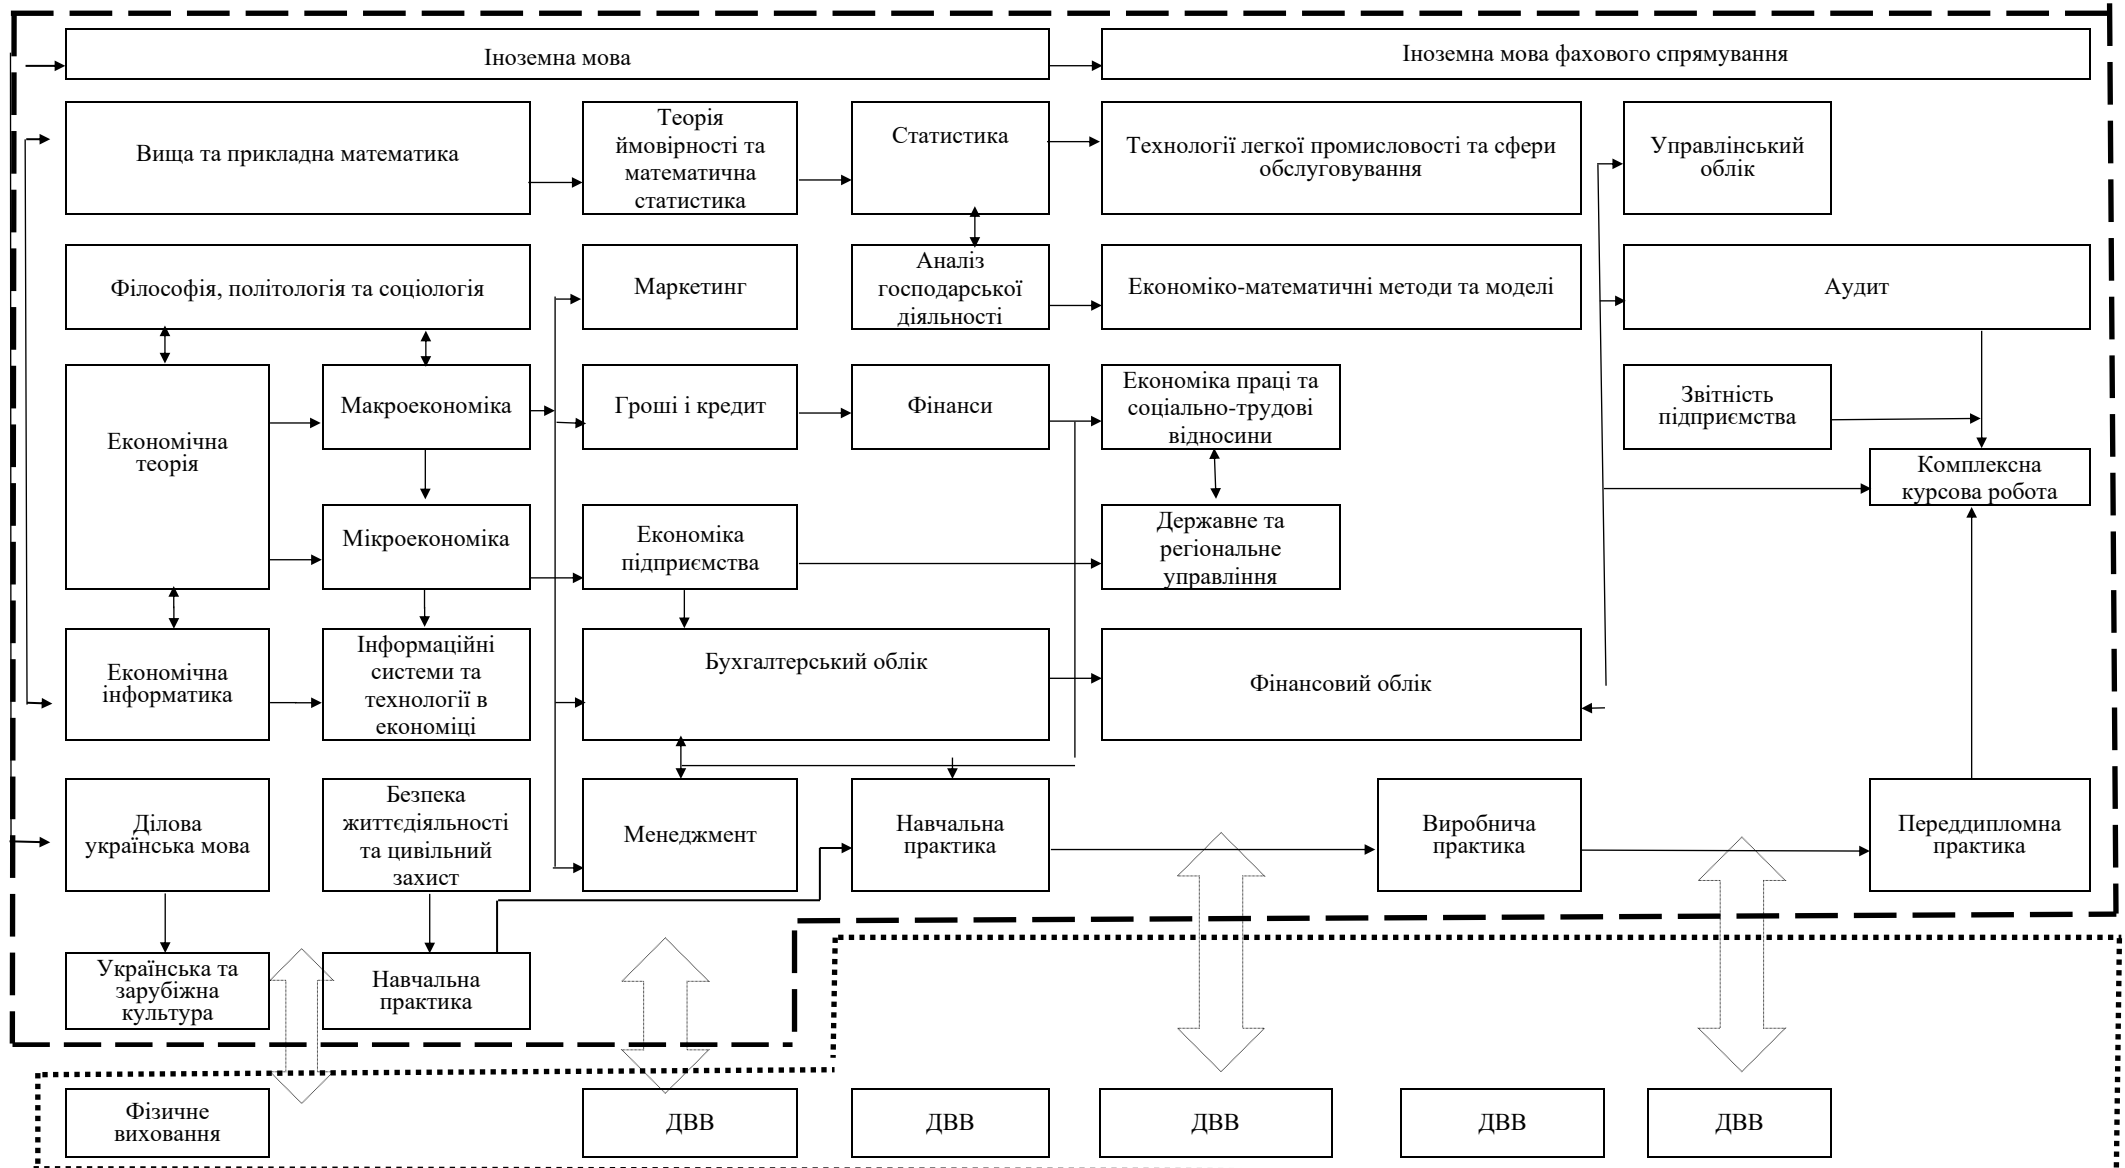 Іноземна мова
Іноземна мова фахового спрямування
Вища та прикладна математика
Теорія
ймовірності та
математична
статистика
Статистика
Технології легкої промисловості та сфери
обслуговування
Управлінський
облік
Філософія, політологія та соціологія
Маркетинг
Аналіз
господарської
діяльності
Економіко-математичні методи та моделі
Аудит
Економічна
теорія
Макроекономіка
Гроші і кредит
Фінанси
Економіка праці та
соціально-трудові
відносини
Звітність
підприємства
Комплексна
курсова робота
Мікроекономіка
Економіка
підприємства
Державне та
регіональне
управління
Економічна
інформатика
Інформаційні
системи та
технології в
економіці
Бухгалтерський облік
Фінансовий облік
Ділова
українська мова
Безпека
життєдіяльності
та цивільний
захист
Менеджмент
Навчальна
практика
Виробнича
практика
Переддипломна
практика
Українська та
зарубіжна
культура
Навчальна
практика
Фізичне
виховання
ДВВ
ДВВ
ДВВ
ДВВ
ДВВ